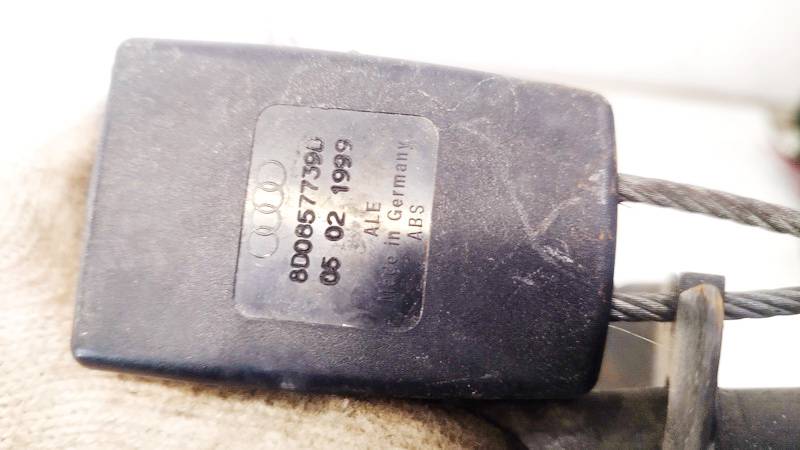 8D0857739D
05 02 1999
ALE
Made in Germany
ABS